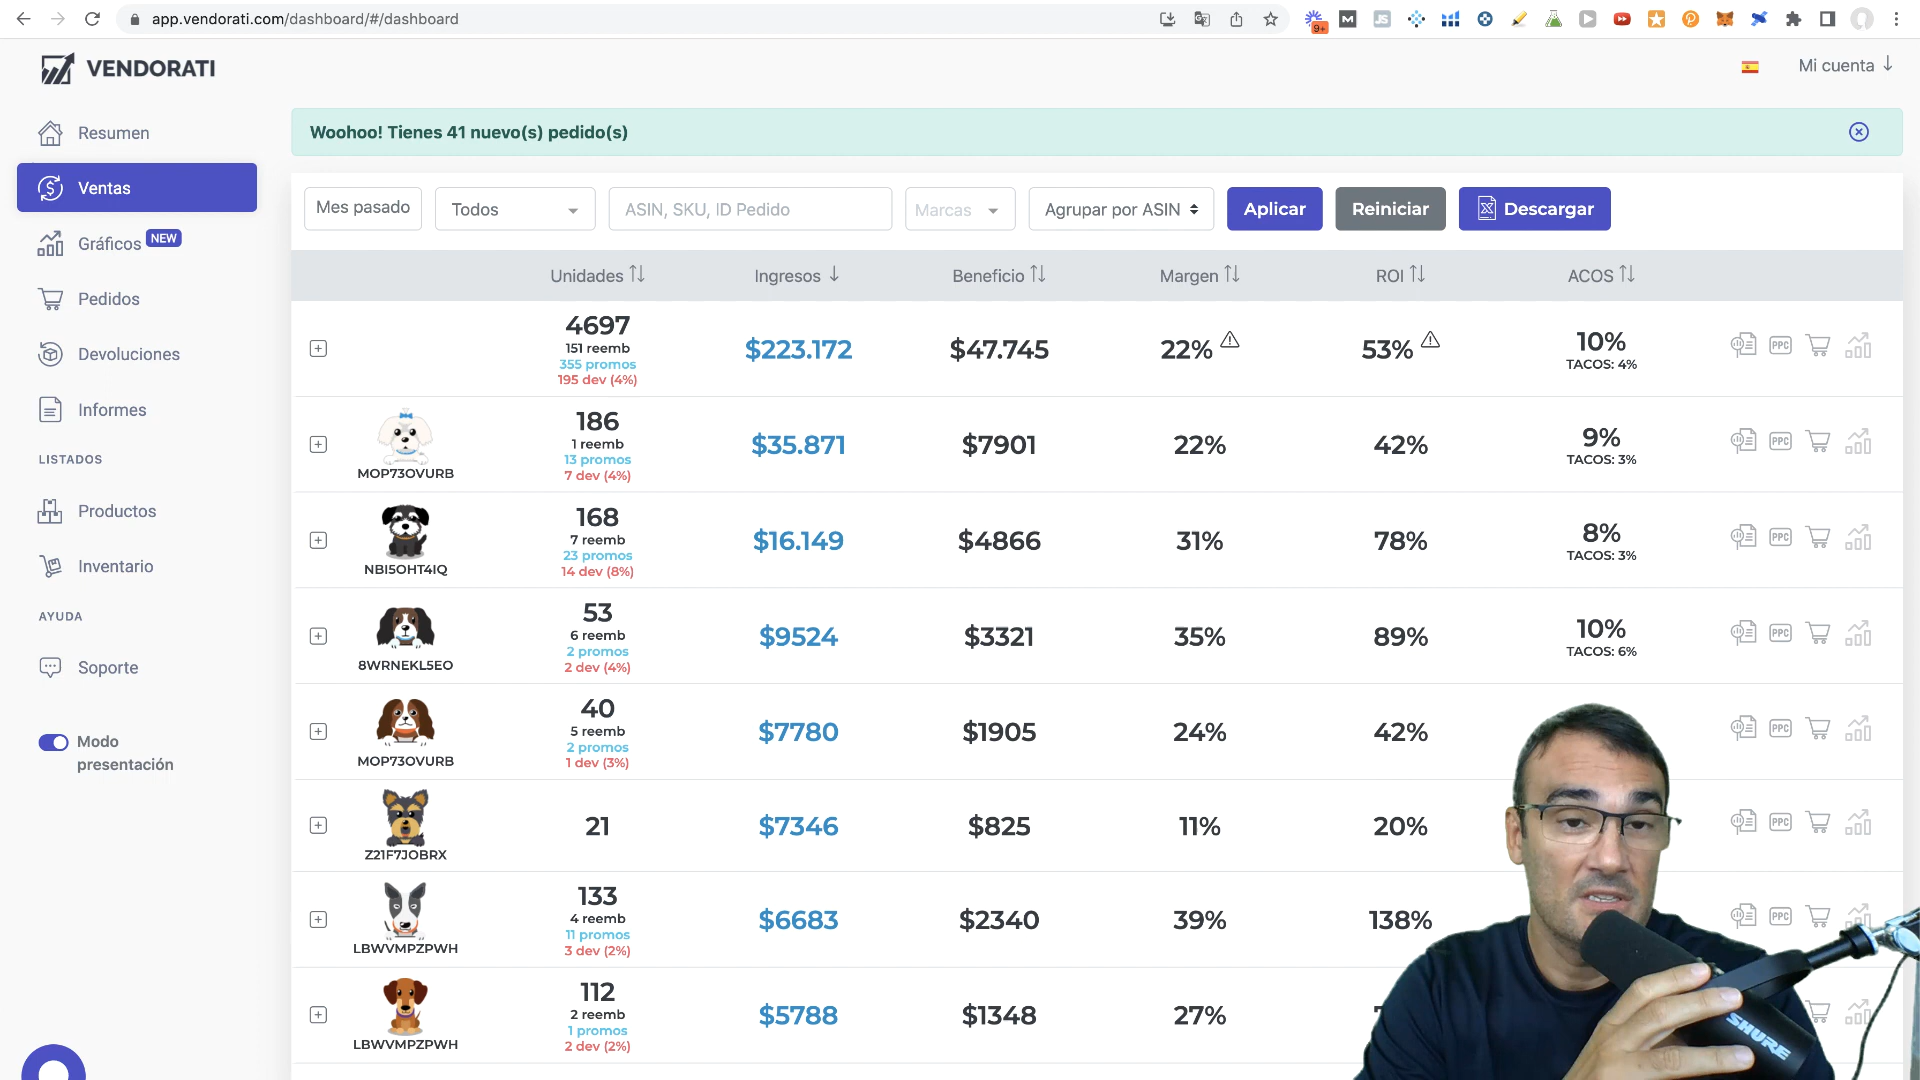 app.vendorati.com/dashboard/#/dashboard
9+
VENDORATI
Mi cuenta
Resumen
Ventas
Gráficos NEW
Pedidos
Devoluciones
Informes
LISTADOS
Productos
Inventario
AYUDA
Soporte
Modo
presentación
Woohoo! Tienes 41 nuevo(s) pedido(s)
Mes pasado Todos ASIN, SKU, ID Pedido Marcas Agrupar por ASIN Aplicar Reiniciar Descargar
Unidades Ingresos Beneficio Margen ROI ACOS
4697
151 reemb
355 promos
195 dev (4%)
$223.172 $47.745 22% 53%
10%
TACOS: 4%
PPC
MOP73OVURB
186
1 reemb
13 promos
7 dev (4%)
$35.871 $7901 22% 42%
9%
TACOS: 3%
PPC
NBI5OHT4IQ
168
7 reemb
23 promos
14 dev (8%)
$16.149 $4866 31% 78%
8%
TACOS: 3%
PPC
8WRNEKL5EO
53
6 reemb
2 promos
2 dev (4%)
$9524 $3321 35% 89%
10%
TACOS: 6%
PPC
MOP73OVURB
40
5 reemb
2 promos
1 dev (3%)
$7780 $1905 24% 42%
PPC
Z21F7JOBRX
21
$7346 $825 11% 20%
PPC
LBWVMPZPWH
133
4 reemb
11 promos
3 dev (2%)
$6683 $2340 39% 138%
PPC
LBWVMPZPWH
112
2 reemb
1 promos
2 dev (2%)
$5788 $1348 27%
SHURE